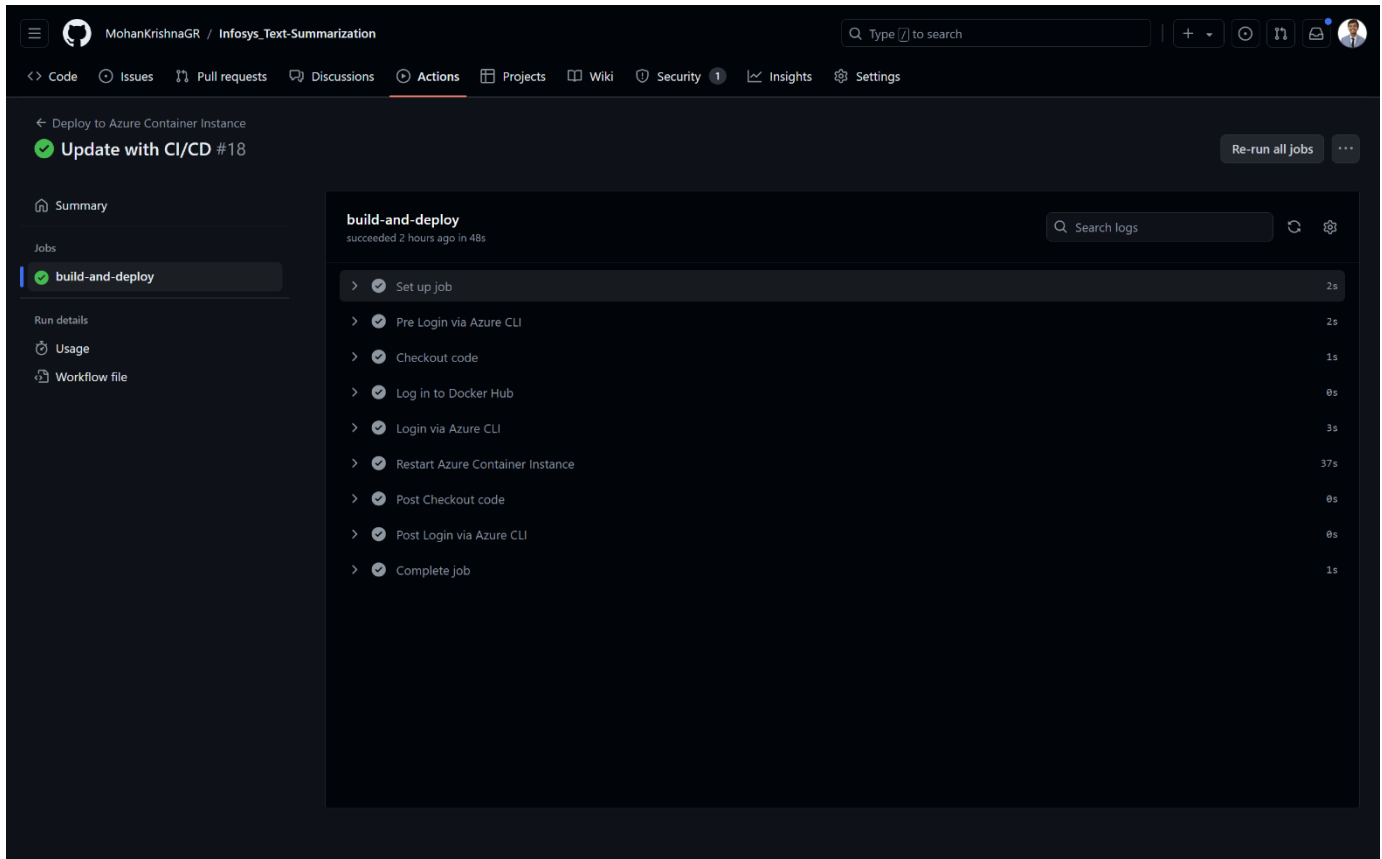 MohanKrishnaGR / Infosys_Text-Summarization
Type / to search
Code Issues Pull requests Discussions Actions Projects Wiki Security 1 Insights Settings
← Deploy to Azure Container Instance
Update with CI/CD #18
Re-run all jobs
Summary
Jobs
build-and-deploy
Run details
Usage
Workflow file
build-and-deploy
succeeded 2 hours ago in 48s
Search logs
Set up job 2s
Pre Login via Azure CLI 2s
Checkout code 1s
Log in to Docker Hub 0s
Login via Azure CLI 3s
Restart Azure Container Instance 37s
Post Checkout code 0s
Post Login via Azure CLI 0s
Complete job 1s